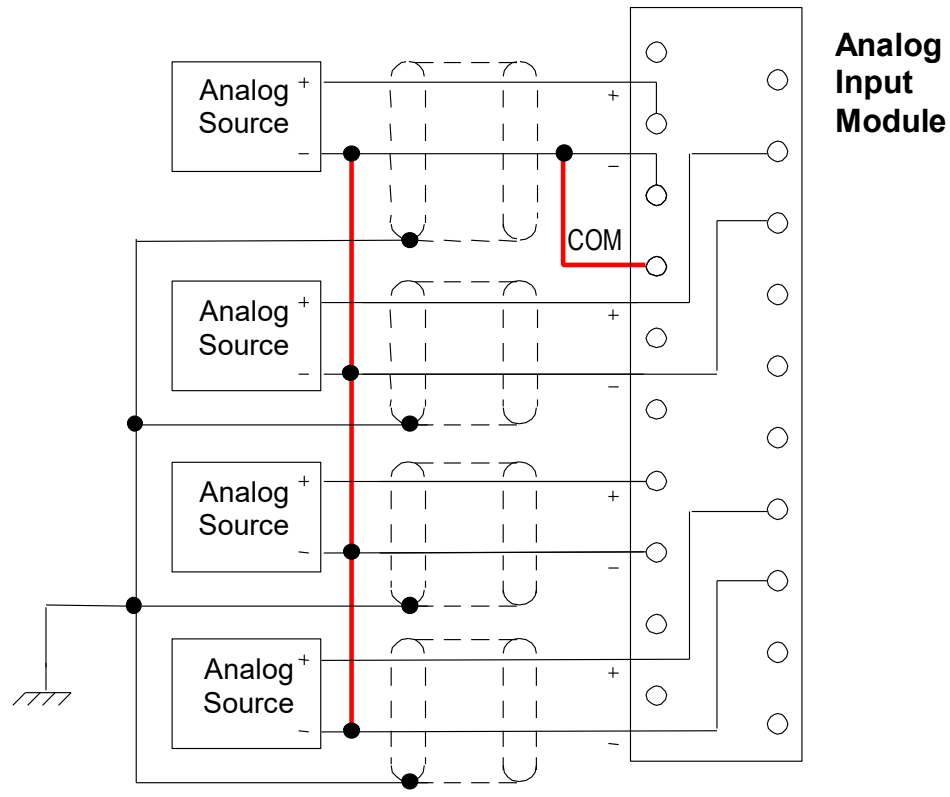 Analog
Input
Module
Analog
Source
+
−
+
−
COM
Analog
Source
+
−
+
−
Analog
Source
+
−
+
−
Analog
Source
+
−
+
−